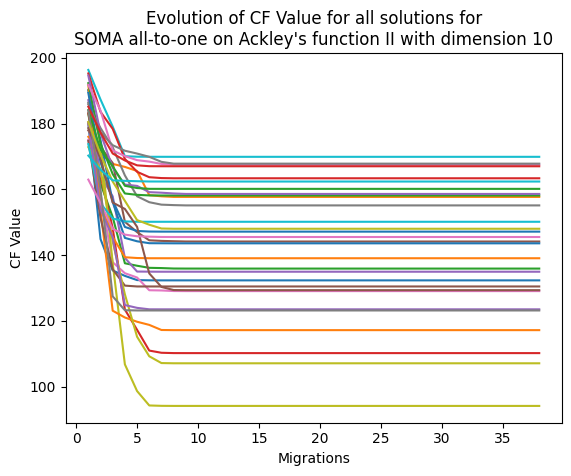 Evolution of CF Value for all solutions for
SOMA all-to-one on Ackley's function II with dimension 10
200
180
160
140
120
100
CF Value
0 5 10 15 20 25 30 35
Migrations